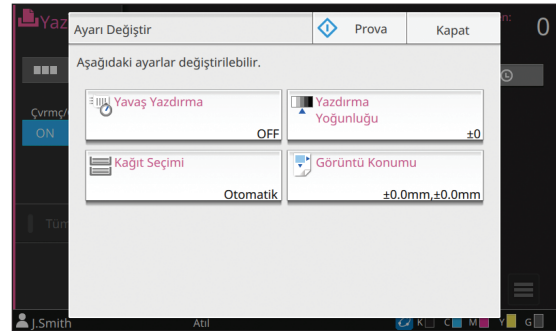 Yaz
n:
0
Ayarı Değiştir
Prova
Kapat
Aşağıdaki ayarlar değiştirilebilir.
Çvrmç/
ON
Yavaş Yazdırma
OFF
Yazdırma
Yoğunluğu
±0
Kağıt Seçimi
Otomatik
Görüntü Konumu
±0.0mm,±0.0mm
Tüm
J.Smith
Atıl
K C M Y G